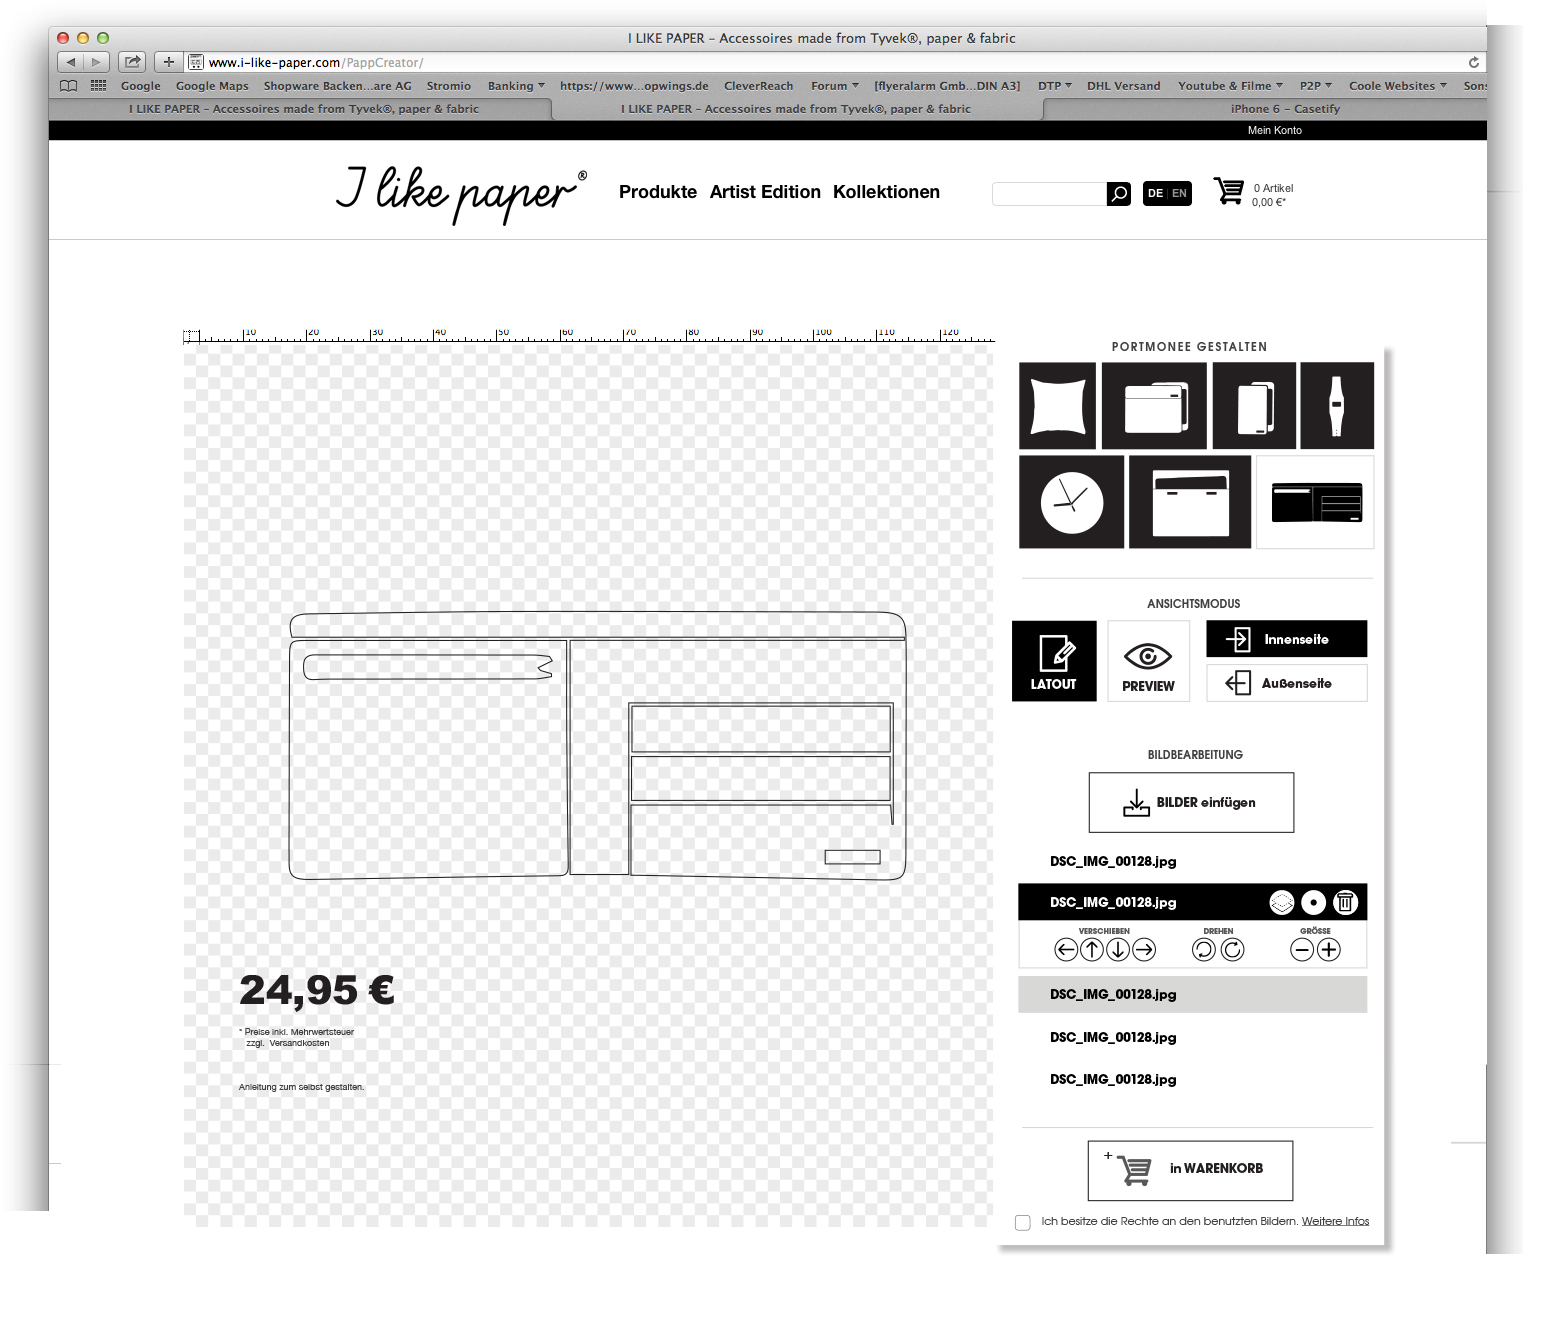 I LIKE PAPER – Accessoires made from Tyvek®, paper & fabric
www.i-like-paper.com/PappCreator/
Google Google Maps Shopware Backen...are AG Stromio Banking https://www...opwings.de CleverReach Forum [flyeralarm Gmb...DIN A3] DTP DHL Versand Youtube & Filme P2P Coole Websites Sons
I LIKE PAPER – Accessoires made from Tyvek®, paper & fabric I LIKE PAPER – Accessoires made from Tyvek®, paper & fabric iPhone 6 – Casetify
Mein Konto
I like paper®
Produkte Artist Edition Kollektionen
DE | EN
0 Artikel
0,00 €*
10 20 30 40 50 60 70 80 90 100 110 120
PORTMONEE GESTALTEN
ANSICHTSMODUS
LATOUT
PREVIEW
Innenseite
Außenseite
BILDBEARBEITUNG
BILDER einfügen
DSC_IMG_00128.jpg
DSC_IMG_00128.jpg
VERSCHIEBEN DREHEN GRÖSSE
DSC_IMG_00128.jpg
DSC_IMG_00128.jpg
DSC_IMG_00128.jpg
24,95 €
* Preise inkl. Mehrwertsteuer
zzgl. Versandkosten
Anleitung zum selbst gestalten.
+ in WARENKORB
Ich besitze die Rechte an den benutzten Bildern. Weitere Infos